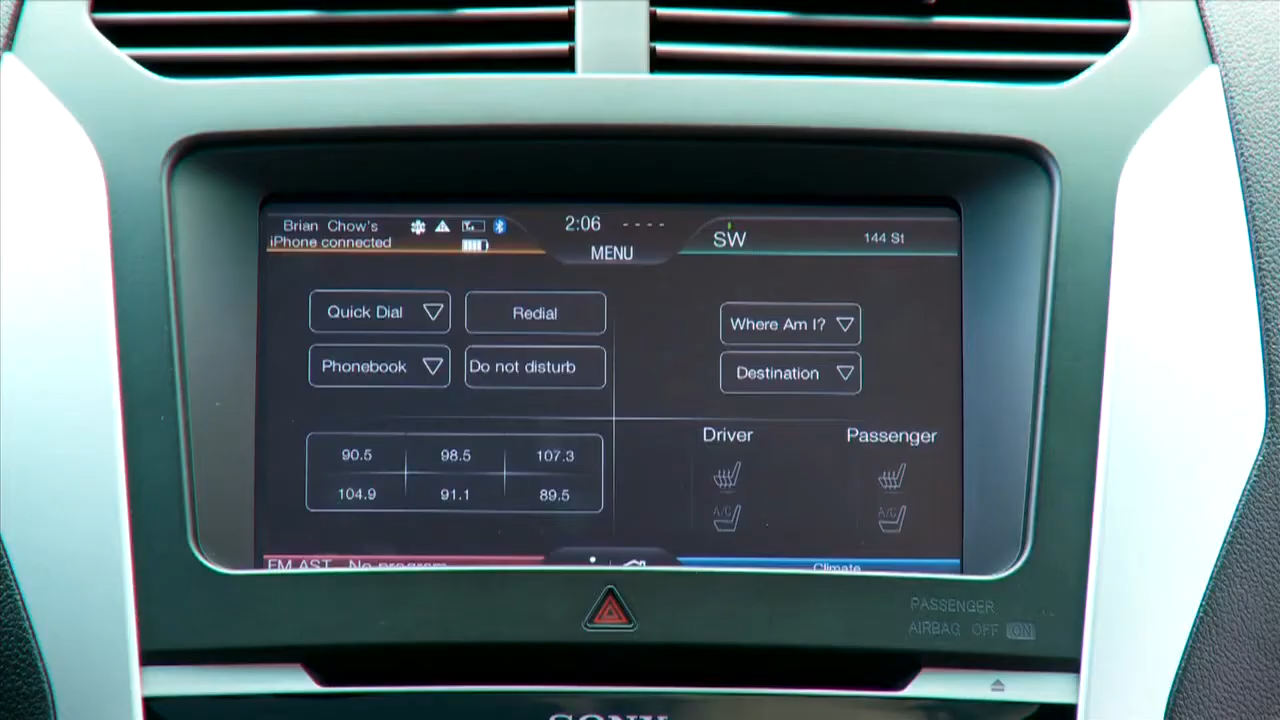 Brian Chow's
iPhone connected
2:06 - - - -
MENU
SW
144 St
Quick Dial
Redial
Phonebook
Do not disturb
Where Am I?
Destination
90.5 98.5 107.3
104.9 91.1 89.5
Driver Passenger
A/C A/C
FM AST No program
Climate
PASSENGER
AIRBAG OFF ON
SONY